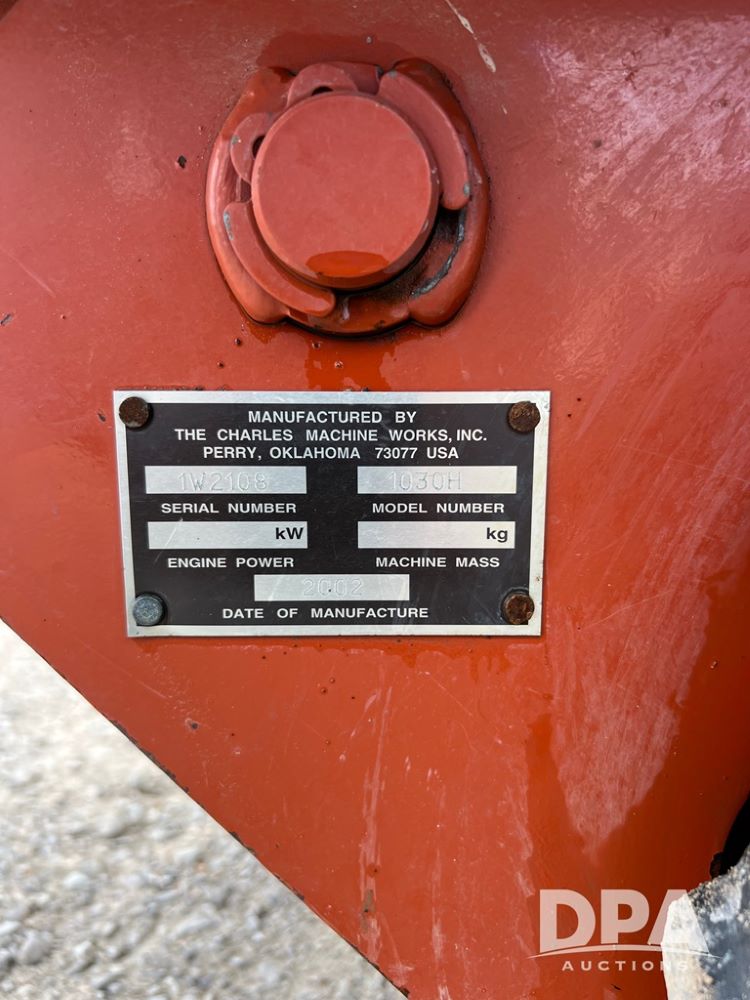 MANUFACTURED BY
THE CHARLES MACHINE WORKS, INC.
PERRY, OKLAHOMA 73077 USA
1W2108 1030H
SERIAL NUMBER MODEL NUMBER
kW kg
ENGINE POWER MACHINE MASS
2002
DATE OF MANUFACTURE
DPA
AUCTIONS